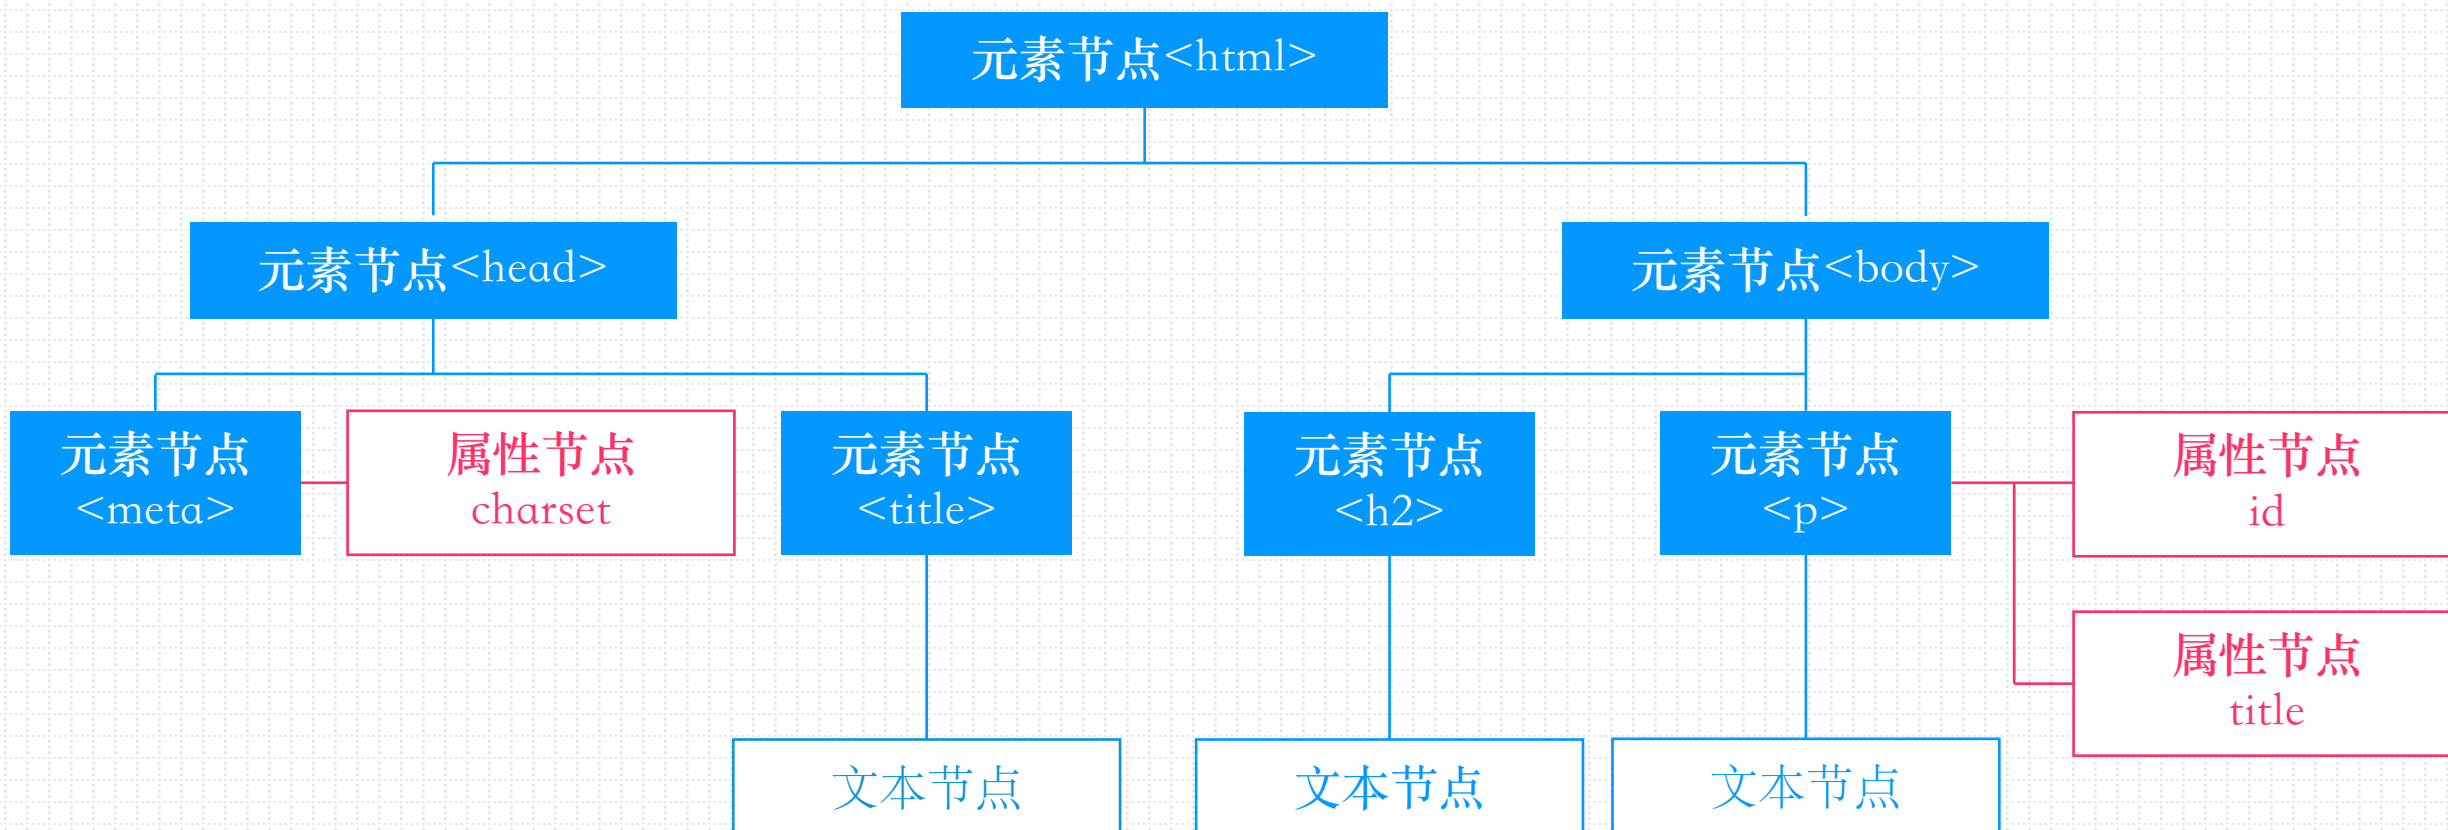 元素节点<html>
元素节点<head>
元素节点<body>
元素节点
<meta>
属性节点
charset
元素节点
<title>
元素节点
<h2>
元素节点
<p>
属性节点
id
属性节点
title
文本节点
文本节点
文本节点